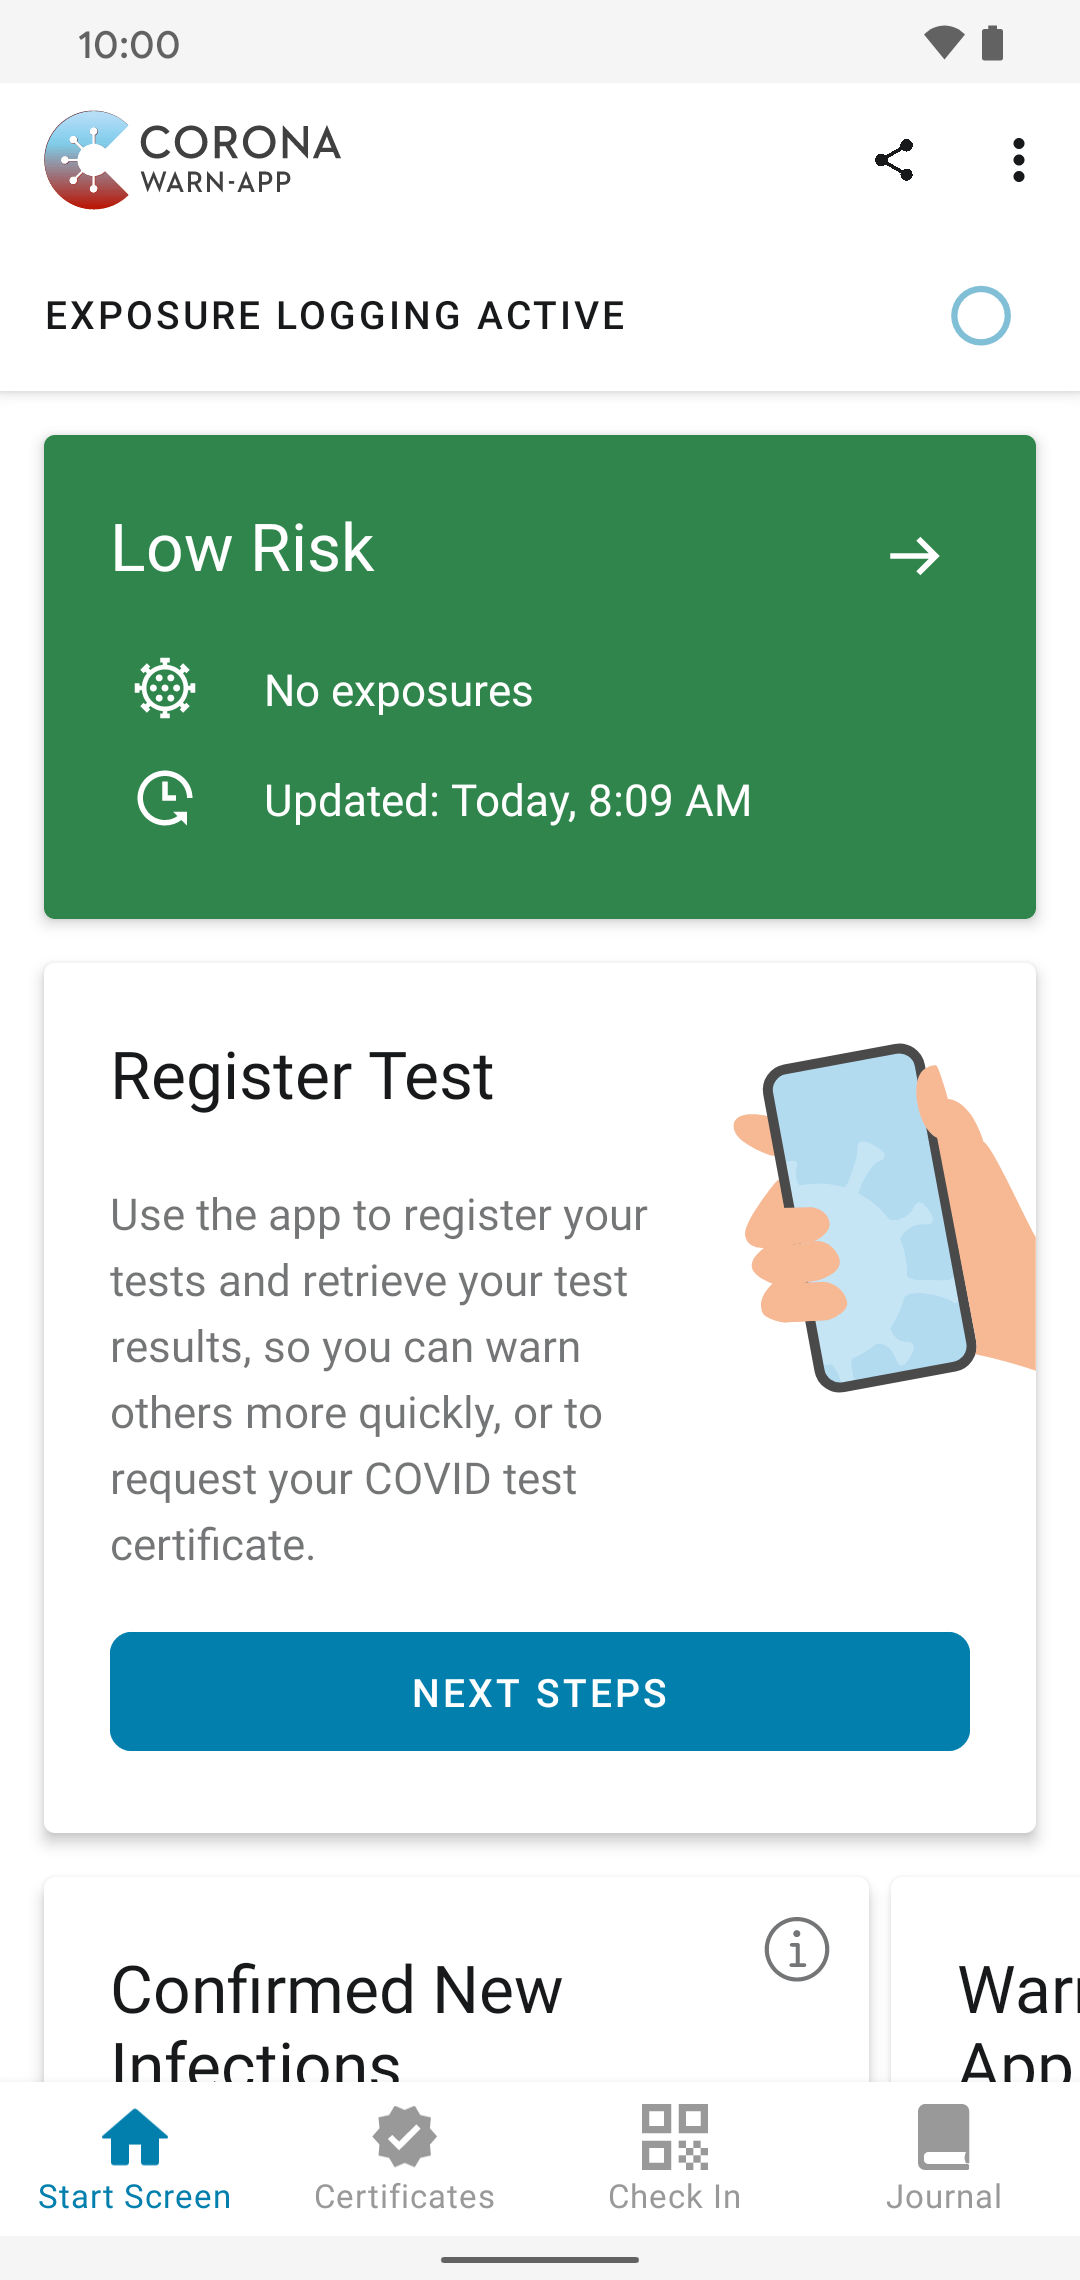 10:00
CORONA
WARN-APP
EXPOSURE LOGGING ACTIVE
Low Risk
No exposures
Updated: Today, 8:09 AM
Register Test
Use the app to register your
tests and retrieve your test
results, so you can warn
others more quickly, or to
request your COVID test
certificate.
NEXT STEPS
Confirmed New
Infections
App
Start Screen
Certificates
Check In
Journal